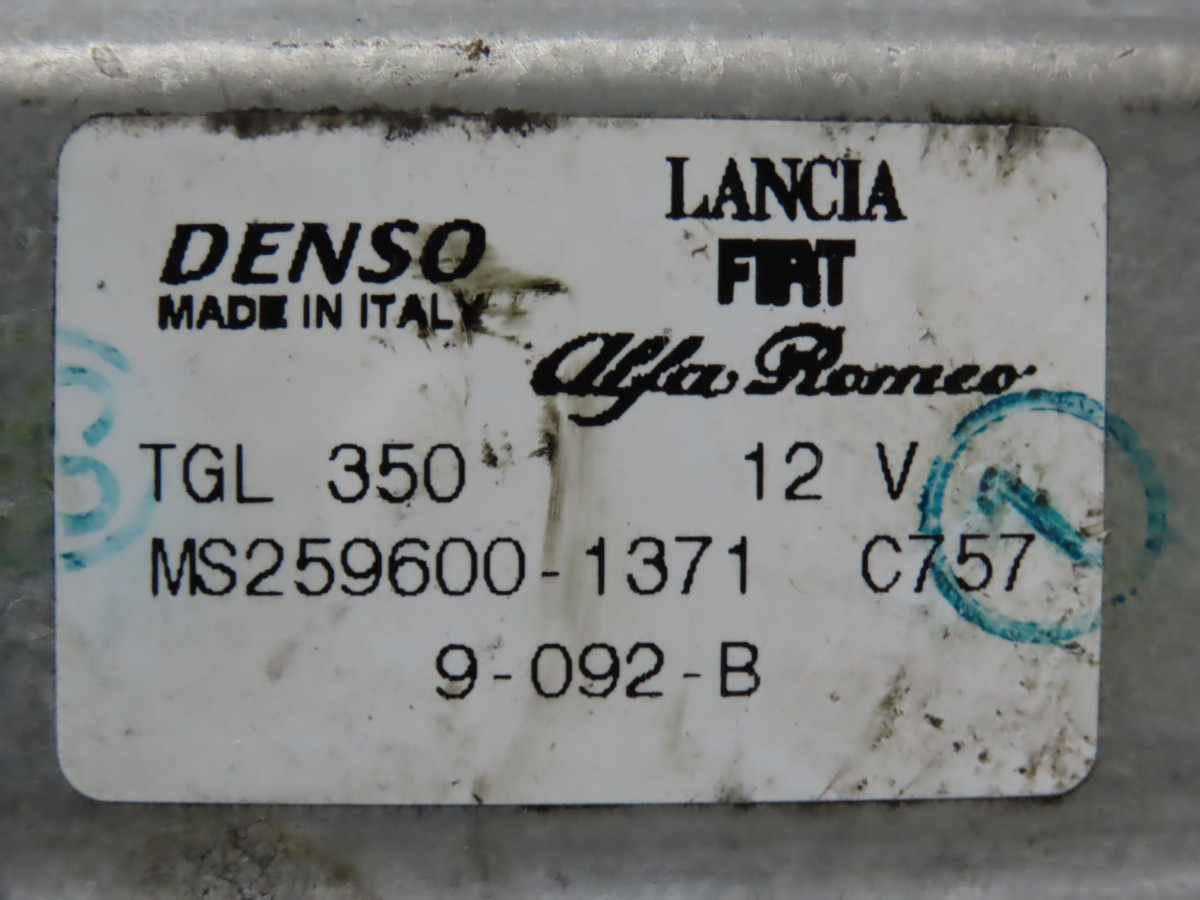 LANCIA
DENSO
FIAT
MADE IN ITALY
Alfa Romeo
TGL 350 12 V
MS259600-1371 C757
9-092-B